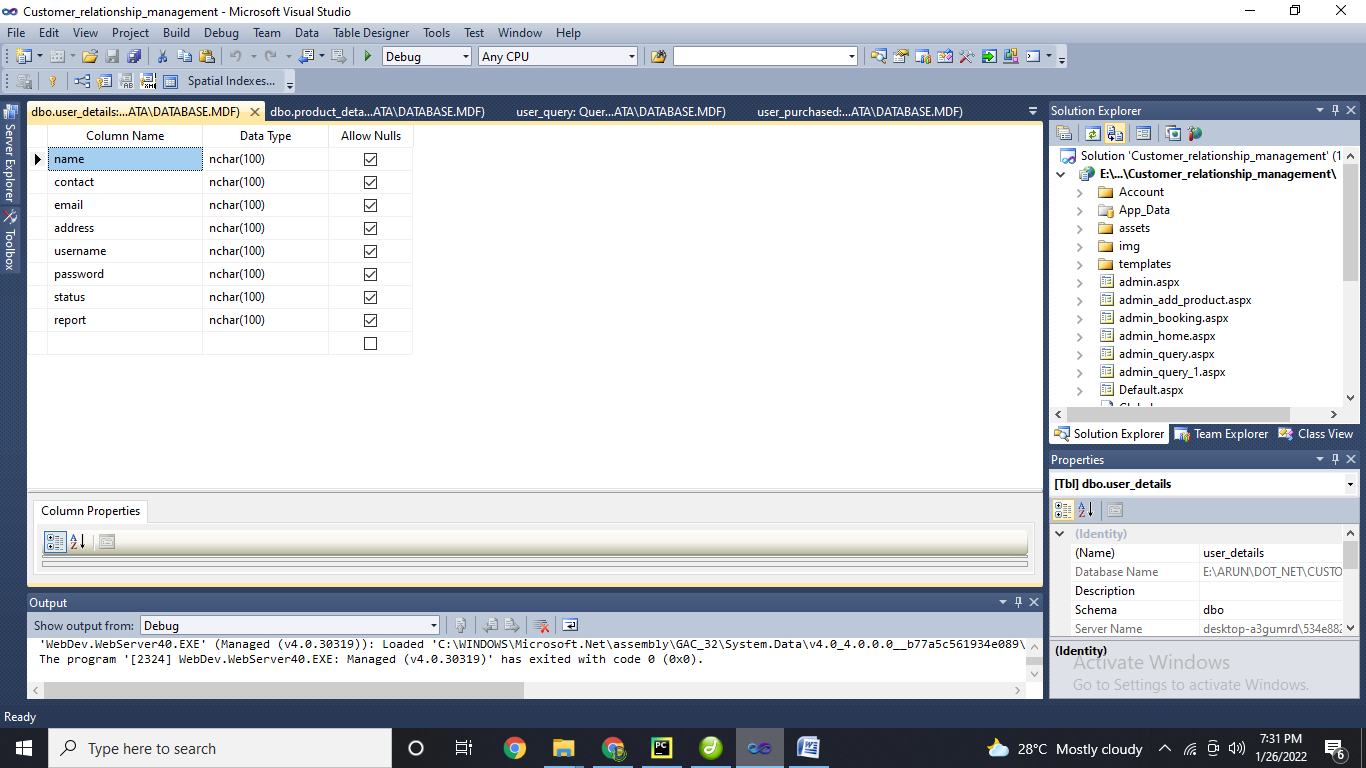 Customer_relationship_management - Microsoft Visual Studio
File Edit View Project Build Debug Team Data Table Designer Tools Test Window Help
Debug Any CPU
Spatial Indexes...
Server Explorer
Toolbox
dbo.user_details:...ATA\DATABASE.MDF) dbo.product_deta...ATA\DATABASE.MDF) user_query: Quer...ATA\DATABASE.MDF) user_purchased:...ATA\DATABASE.MDF)
Column Name Data Type Allow Nulls
name nchar(100)
contact nchar(100)
email nchar(100)
address nchar(100)
username nchar(100)
password nchar(100)
status nchar(100)
report nchar(100)
Column Properties
Output
Show output from: Debug
'WebDev.WebServer40.EXE' (Managed (v4.0.30319)): Loaded 'C:\WINDOWS\Microsoft.Net\assembly\GAC_32\System.Data\v4.0_4.0.0.0__b77a5c561934e089\
The program '[2324] WebDev.WebServer40.EXE: Managed (v4.0.30319)' has exited with code 0 (0x0).
Solution Explorer
Solution 'Customer_relationship_management' (1
E:\...\Customer_relationship_management\
Account
App_Data
assets
img
templates
admin.aspx
admin_add_product.aspx
admin_booking.aspx
admin_home.aspx
admin_query.aspx
admin_query_1.aspx
Default.aspx
Solution Explorer Team Explorer Class View
Properties
[Tbl] dbo.user_details
(Identity)
(Name) user_details
Database Name E:\ARUN\DOT_NET\CUSTO
Description
Schema dbo
Server Name desktop-a3gumrd\534e882
(Identity)
Activate Windows
Go to Settings to activate Windows.
Ready
Type here to search
28°C Mostly cloudy
7:31 PM
1/26/2022
6